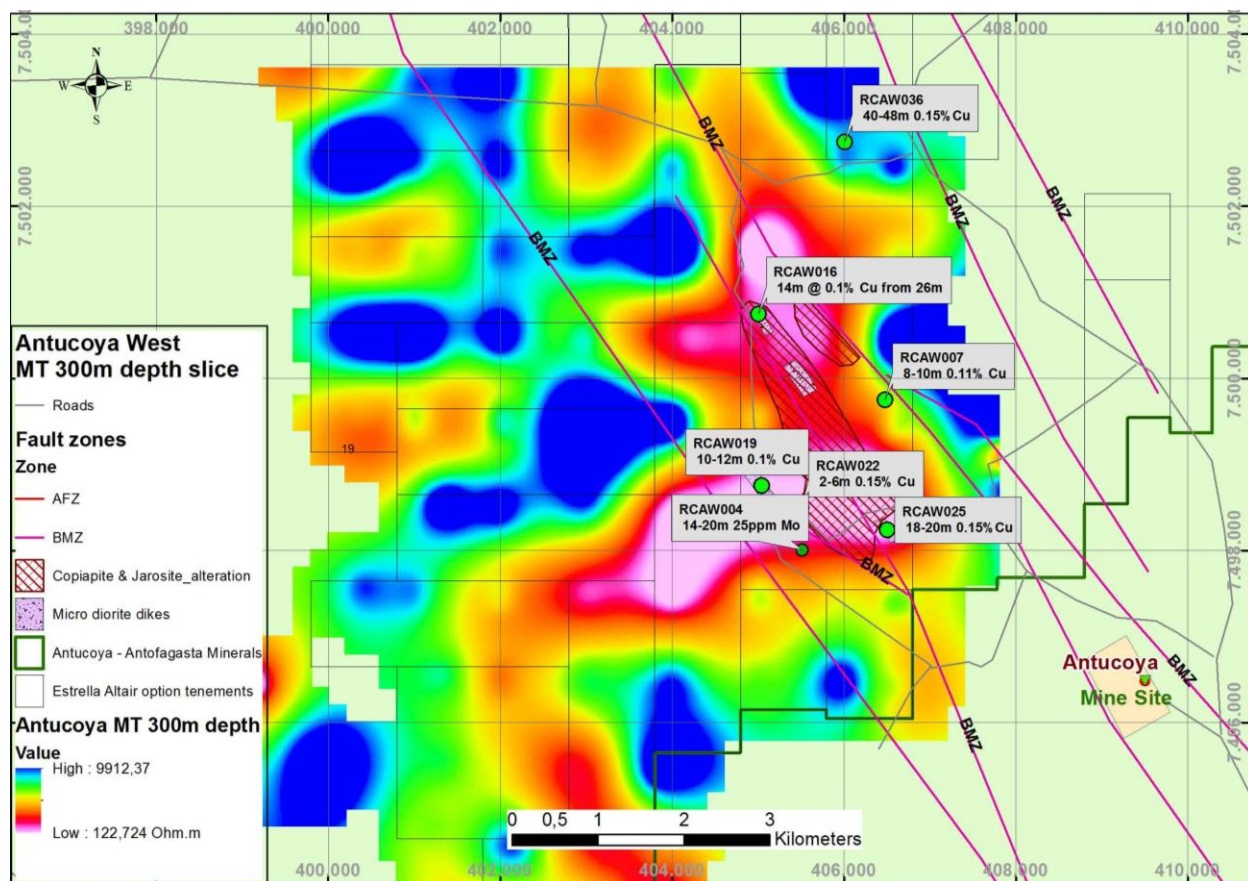 398.000
400.000
402.000
404.000
406.000
408.000
410.000
7.504.0
7.502.000
7.500.000
7.498.000
7.496.000
N
W
E
S
RCAW036
40-48m 0.15% Cu
BMZ
BMZ
BMZ
BMZ
RCAW016
14m @ 0.1% Cu from 26m
RCAW007
8-10m 0.11% Cu
RCAW019
10-12m 0.1% Cu
RCAW022
2-6m 0.15% Cu
RCAW004
14-20m 25ppm Mo
RCAW025
18-20m 0.15% Cu
19
BMZ
BMZ
BMZ
Antucoya
Mine Site
Antucoya West
MT 300m depth slice
Roads
Fault zones
Zone
AFZ
BMZ
Copiapite & Jarosite_alteration
Micro diorite dikes
Antucoya - Antofagasta Minerals
Estrella Altair option tenements
Antucoya MT 300m depth
Value
High : 9912,37
Low : 122,724 Ohm.m
0 0,5 1 2 3
Kilometers
400.000
402.000
404.000
406.000
408.000
410.000